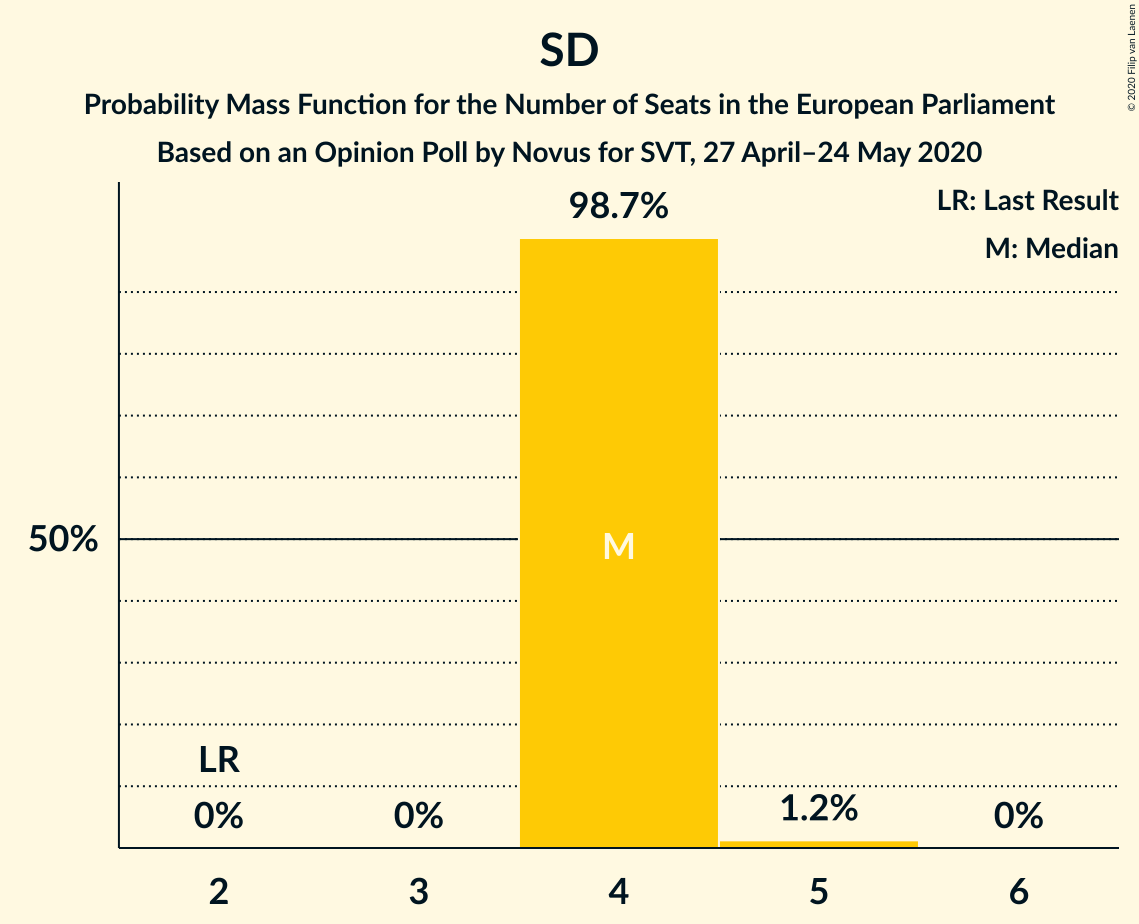 SD
Probability Mass Function for the Number of Seats in the European Parliament
Based on an Opinion Poll by Novus for SVT, 27 April–24 May 2020
© 2020 Filip van Laenen
LR: Last Result
M: Median
98.7%
50%
M
LR
0%
0%
1.2%
0%
2
3
4
5
6